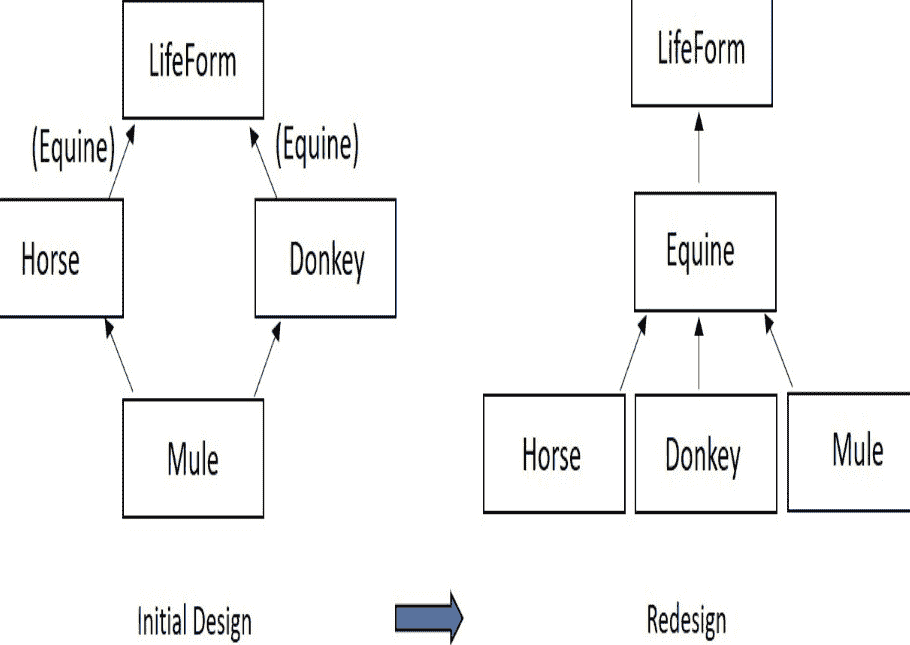 LifeForm
(Equine)
(Equine)
Horse
Donkey
Mule
Initial Design
LifeForm
Equine
Horse
Donkey
Mule
Redesign